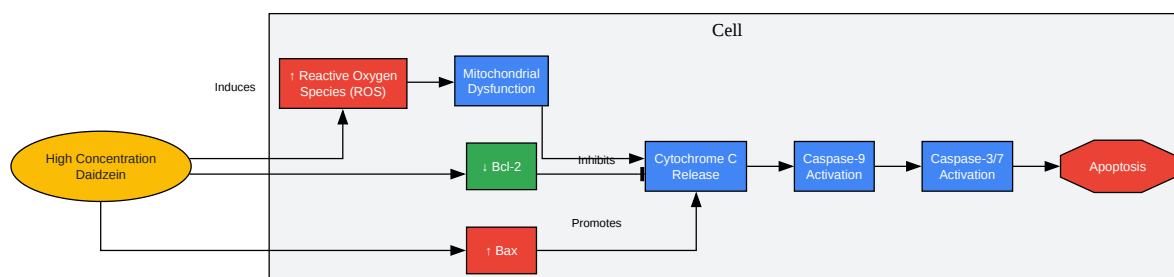 Cell
Induces
↑ Reactive Oxygen
Species (ROS)
Mitochondrial
Dysfunction
High Concentration
Daidzein
↓ Bcl-2
Inhibits
Cytochrome C
Release
Caspase-9
Activation
Caspase-3/7
Activation
Apoptosis
Promotes
↑ Bax